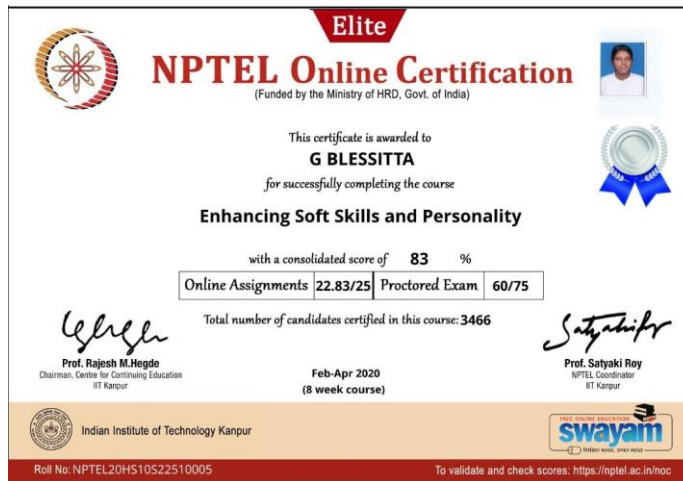 Elite
NPTEL Online Certification
(Funded by the Ministry of HRD, Govt. of India)
This certificate is awarded to
G BLESSITTA
for successfully completing the course
Enhancing Soft Skills and Personality
with a consolidated score of 83 %
Online Assignments 22.83/25 Proctored Exam 60/75
Total number of candidates certified in this course: 3466
Prof. Rajesh M.Hegde
Chairman, Centre for Continuing Education
IIT Kanpur
Feb-Apr 2020
(8 week course)
Prof. Satyaki Roy
NPTEL Coordinator
IIT Kanpur
Indian Institute of Technology Kanpur
FREE ONLINE EDUCATION
swayam
शिक्षित भारत, उन्नत भारत
Roll No: NPTEL20HS10S22510005
To validate and check scores: https://nptel.ac.in/noc